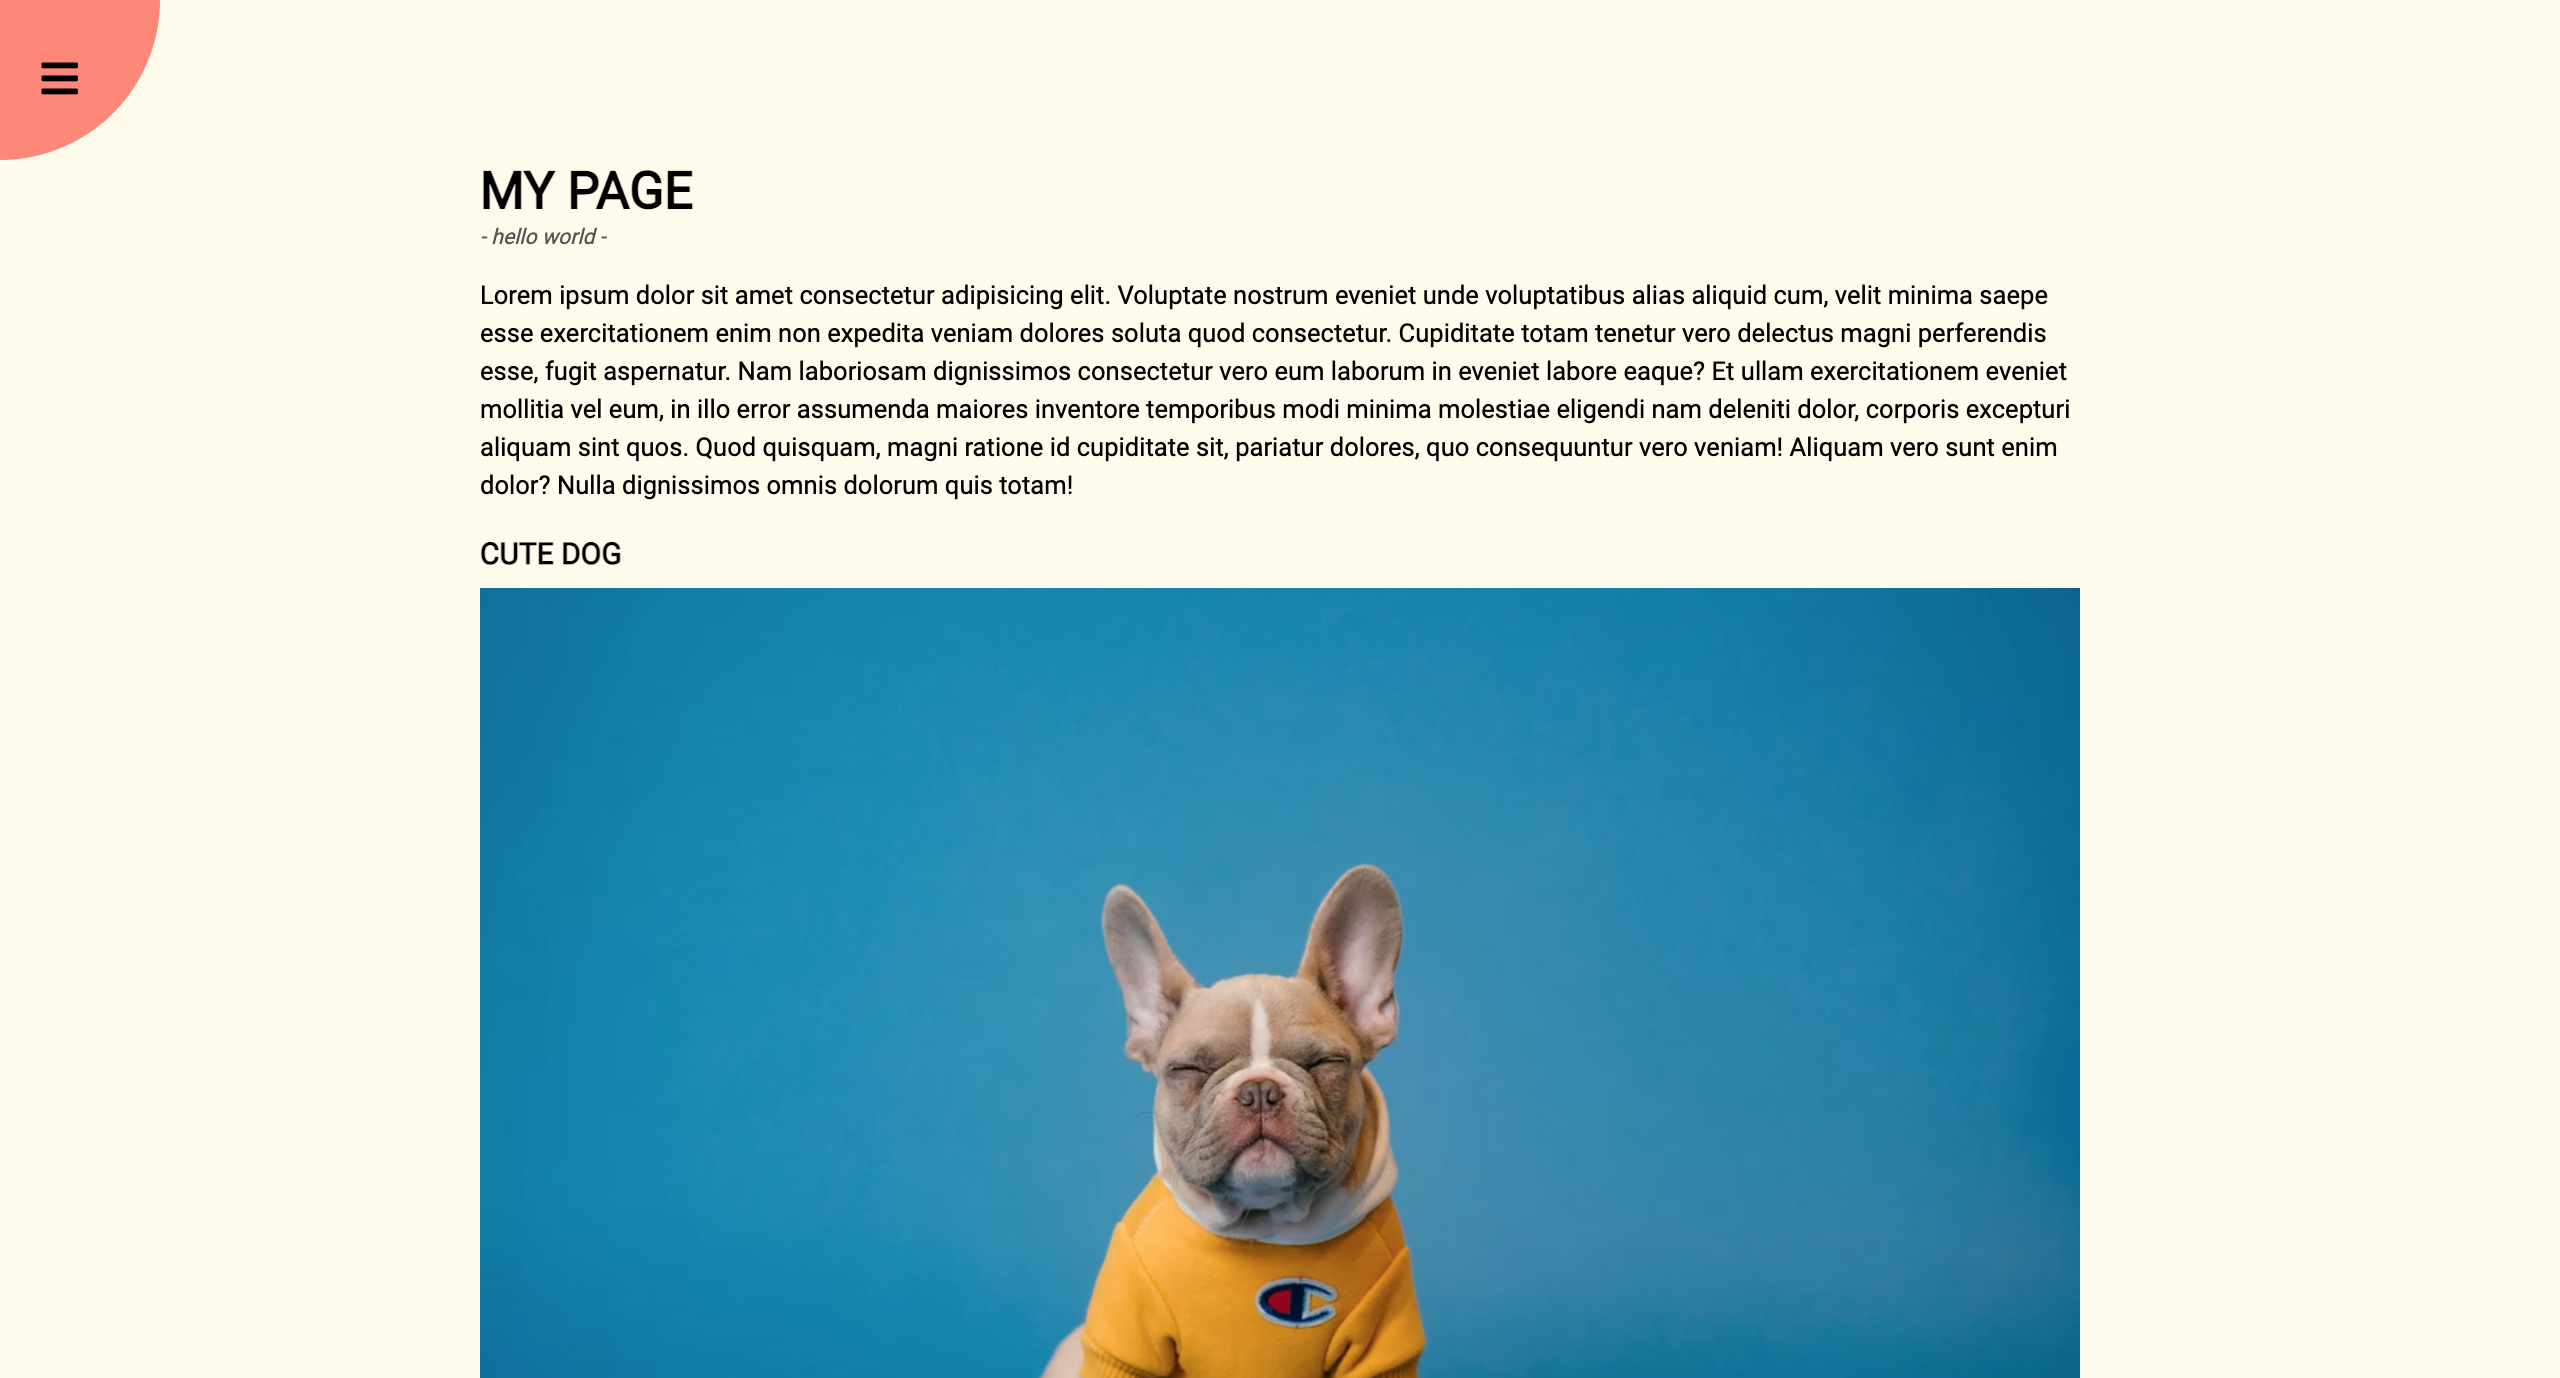 MY PAGE
- hello world -
Lorem ipsum dolor sit amet consectetur adipisicing elit. Voluptate nostrum eveniet unde voluptatibus alias aliquid cum, velit minima saepe
esse exercitationem enim non expedita veniam dolores soluta quod consectetur. Cupiditate totam tenetur vero delectus magni perferendis
esse, fugit aspernatur. Nam laboriosam dignissimos consectetur vero eum laborum in eveniet labore eaque? Et ullam exercitationem eveniet
mollitia vel eum, in illo error assumenda maiores inventore temporibus modi minima molestiae eligendi nam deleniti dolor, corporis excepturi
aliquam sint quos. Quod quisquam, magni ratione id cupiditate sit, pariatur dolores, quo consequuntur vero veniam! Aliquam vero sunt enim
dolor? Nulla dignissimos omnis dolorum quis totam!
CUTE DOG